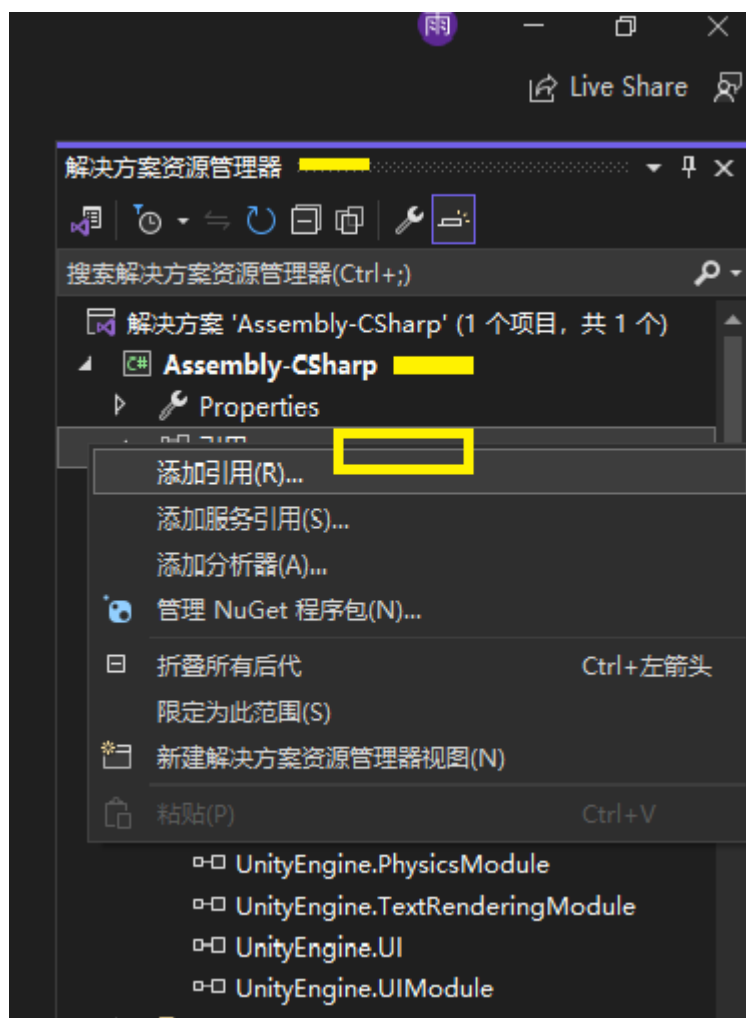 雨
Live Share
解决方案资源管理器
搜索解决方案资源管理器(Ctrl+;)
解决方案 'Assembly-CSharp' (1 个项目，共 1 个)
Assembly-CSharp
Properties
引用
添加引用(R)...
添加服务引用(S)...
添加分析器(A)...
管理 NuGet 程序包(N)...
折叠所有后代 Ctrl+左箭头
限定为此范围(S)
新建解决方案资源管理器视图(N)
粘贴(P) Ctrl+V
UnityEngine.PhysicsModule
UnityEngine.TextRenderingModule
UnityEngine.UI
UnityEngine.UIModule